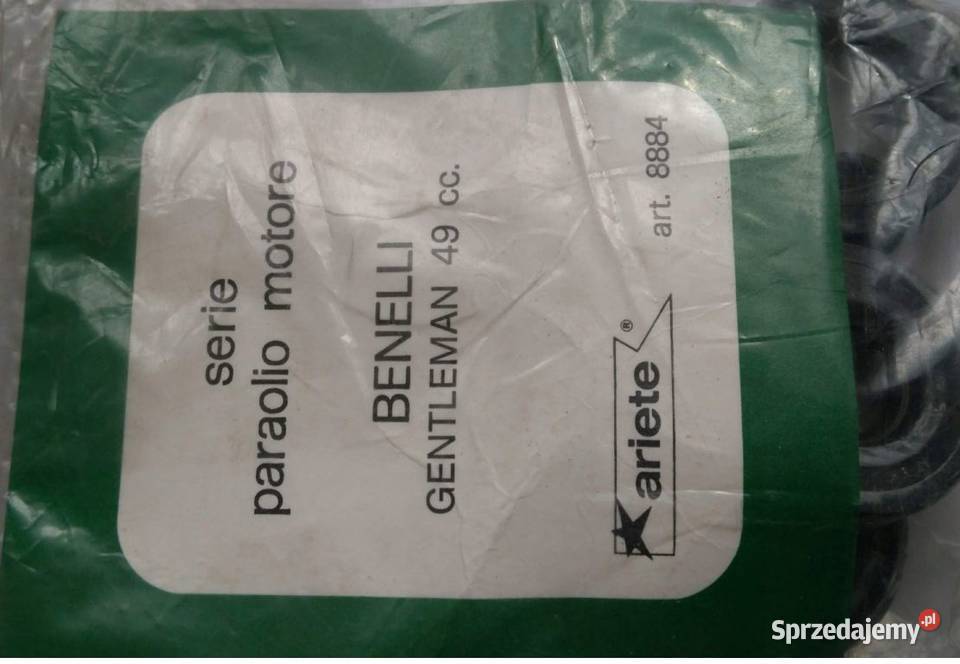 serie
paraolio motore
BENELLI
GENTLEMAN 49 cc.
ariete®
art. 8884
Sprzedajemy.pl